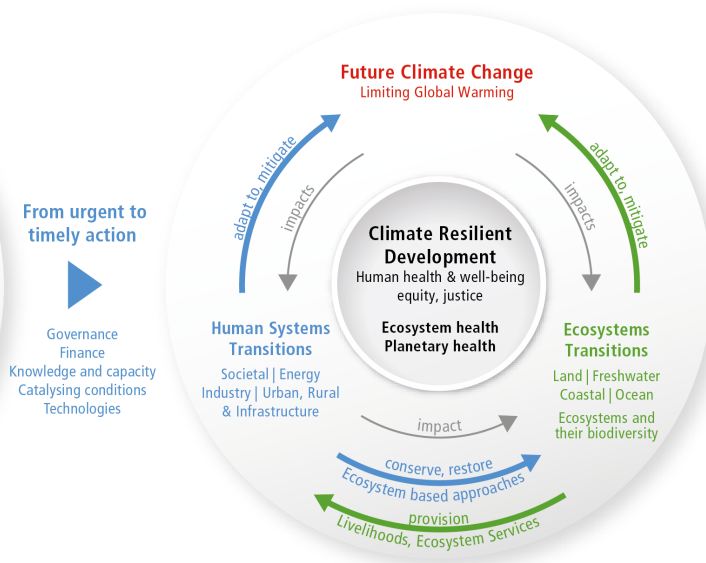 Future Climate Change
Limiting Global Warming
adapt to, mitigate
impacts
impacts
adapt to, mitigate
From urgent to
timely action
Governance
Finance
Knowledge and capacity
Catalysing conditions
Technologies
Climate Resilient
Development
Human health & well-being
equity, justice
Ecosystem health
Planetary health
Human Systems
Transitions
Societal | Energy
Industry | Urban, Rural
& Infrastructure
Ecosystems
Transitions
Land | Freshwater
Coastal | Ocean
Ecosystems and
their biodiversity
impact
conserve, restore
Ecosystem based approaches
provision
Livelihoods, Ecosystem Services